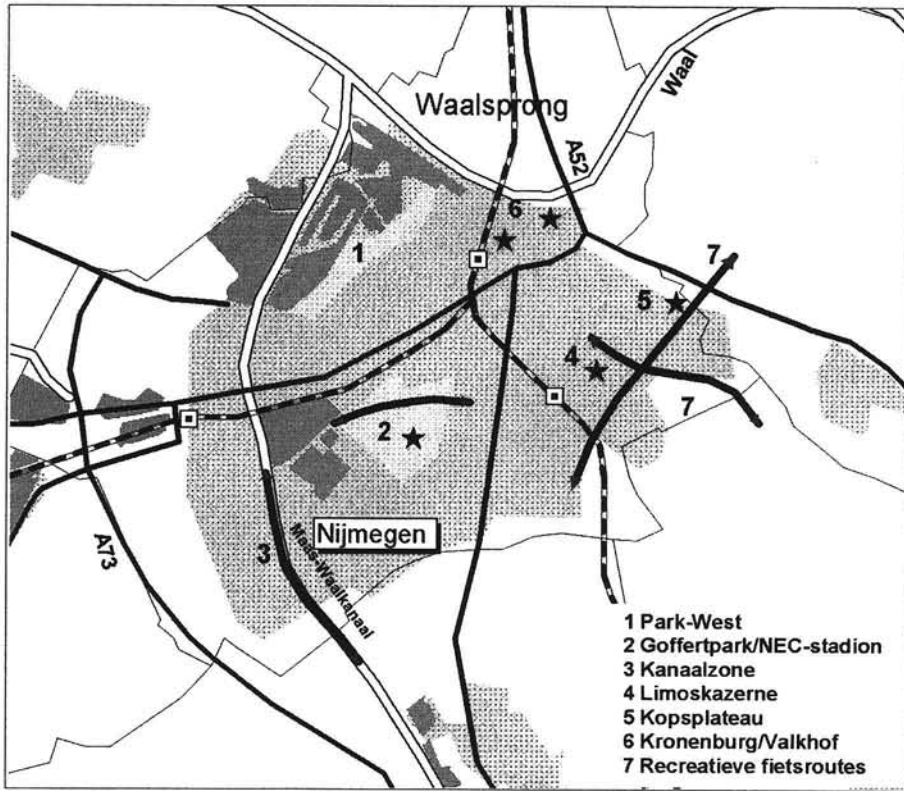 Waalsprong
Waal
A52
6
1
7
5
4
7
2
Nijmegen
3
Maas-Waalkanaal
A73
1 Park-West
2 Goffertpark/NEC-stadion
3 Kanaalzone
4 Limoskazerne
5 Kopsplateau
6 Kronenburg/Valkhof
7 Recreatieve fietsroutes